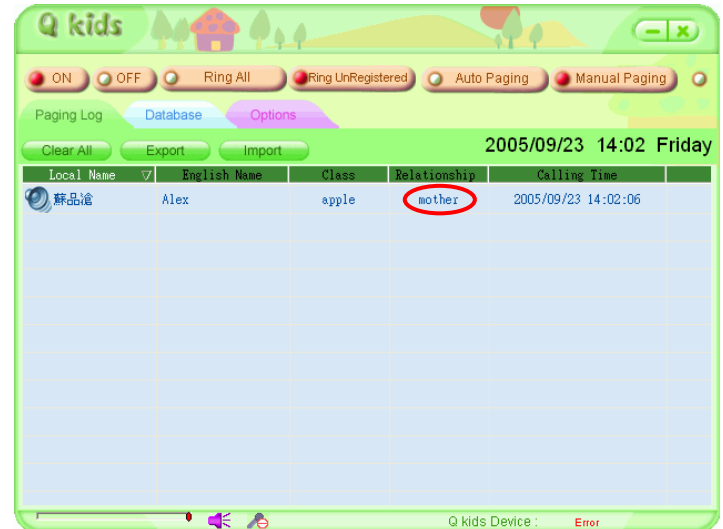 Q kids
ON OFF Ring All Ring UnRegistered Auto Paging Manual Paging
Paging Log Database Options
Clear All Export Import 2005/09/23 14:02 Friday
Local Name English Name Class Relationship Calling Time
蘇品滄 Alex apple mother 2005/09/23 14:02:06
Q kids Device : Error